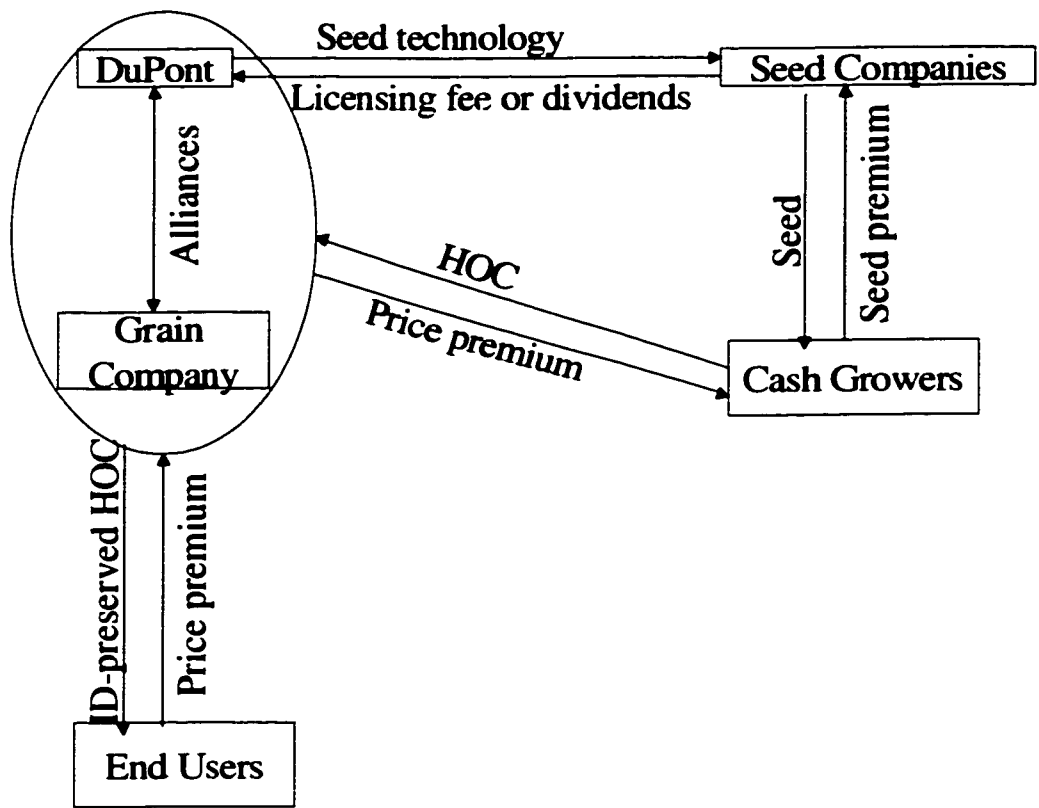 Seed technology
DuPont
Seed Companies
Licensing fee or dividends
Alliances
Seed
Seed premium
HOC
Price premium
Grain
Company
Cash Growers
ID-preserved HOC
Price premium
End Users